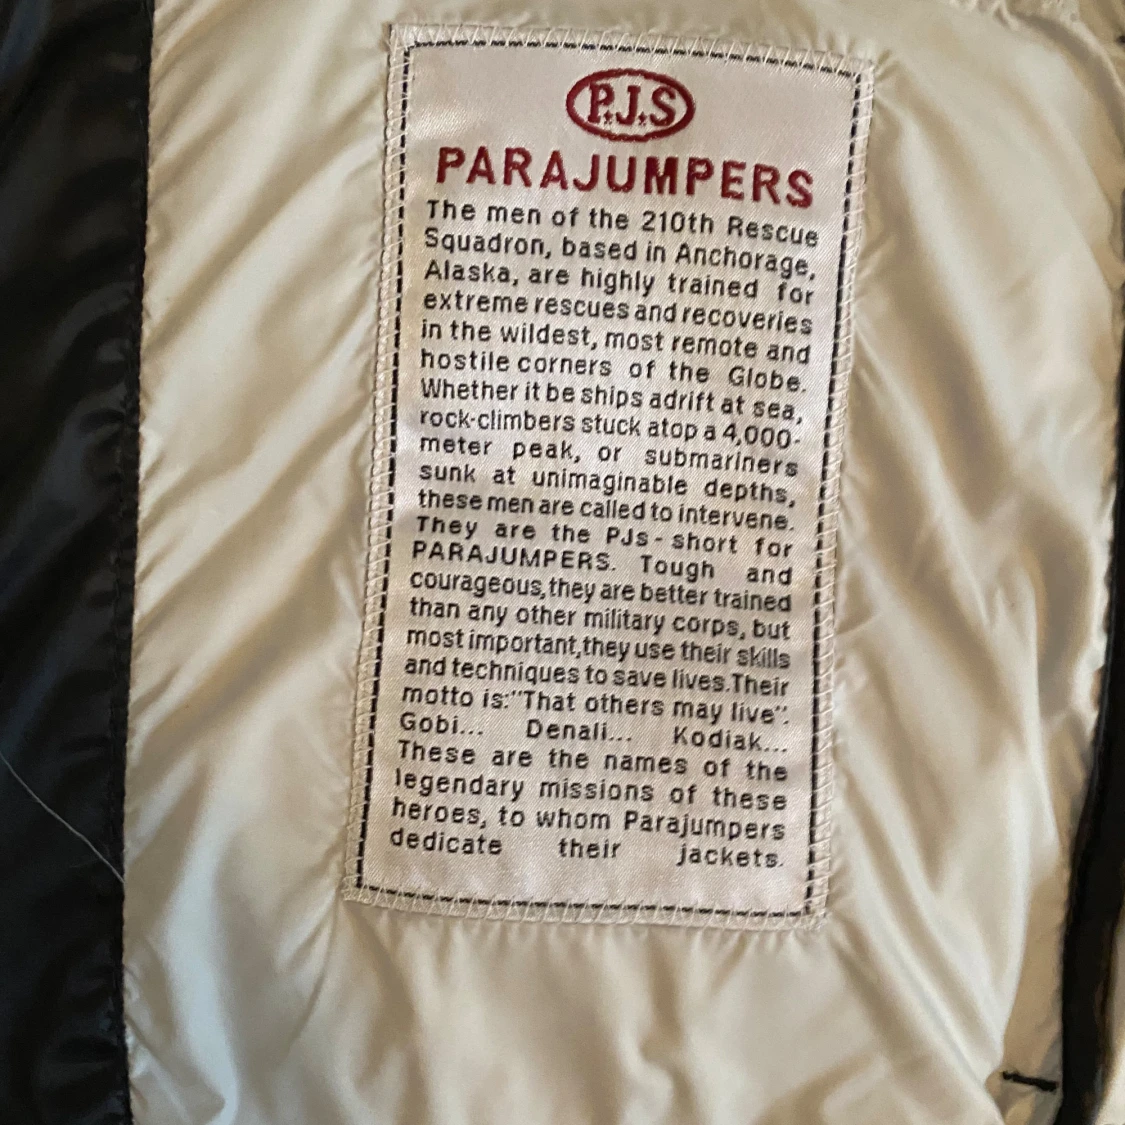 P.J.S
PARAJUMPERS
The men of the 210th Rescue
Squadron, based in Anchorage,
Alaska, are highly trained for
extreme rescues and recoveries
in the wildest, most remote and
hostile corners of the Globe.
Whether it be ships adrift at sea,
rock-climbers stuck atop a 4,000-
meter peak, or submariners
sunk at unimaginable depths,
these men are called to intervene.
They are the PJs - short for
PARAJUMPERS. Tough and
courageous,they are better trained
than any other military corps, but
most important,they use their skills
and techniques to save lives.Their
motto is:"That others may live".
Gobi... Denali... Kodiak...
These are the names of the
legendary missions of these
heroes, to whom Parajumpers
dedicate their jackets.